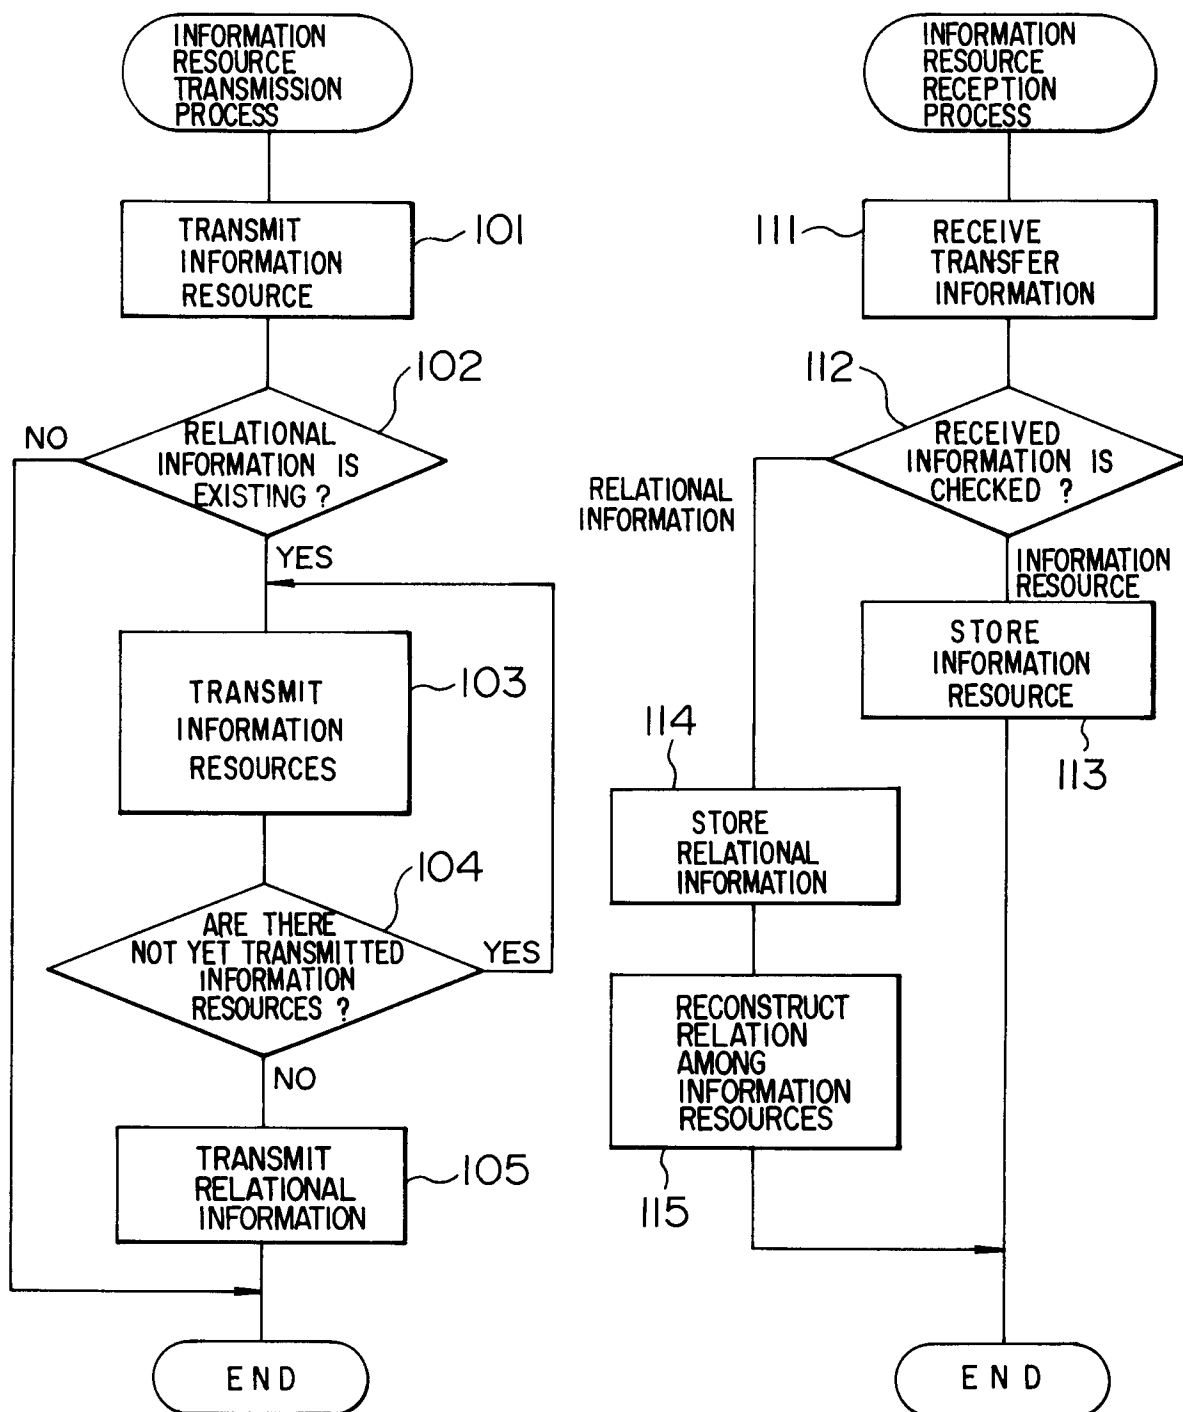 INFORMATION
RESOURCE
TRANSMISSION
PROCESS
TRANSMIT
INFORMATION
RESOURCE
101
102
RELATIONAL
INFORMATION IS
EXISTING ?
NO
YES
TRANSMIT
INFORMATION
RESOURCES
103
104
ARE THERE
NOT YET TRANSMITTED
INFORMATION
RESOURCES ?
YES
NO
TRANSMIT
RELATIONAL
INFORMATION
105
END
INFORMATION
RESOURCE
RECEPTION
PROCESS
111
RECEIVE
TRANSFER
INFORMATION
112
RECEIVED
INFORMATION IS
CHECKED ?
RELATIONAL
INFORMATION
INFORMATION
RESOURCE
STORE
INFORMATION
RESOURCE
113
114
STORE
RELATIONAL
INFORMATION
RECONSTRUCT
RELATION
AMONG
INFORMATION
RESOURCES
115
END